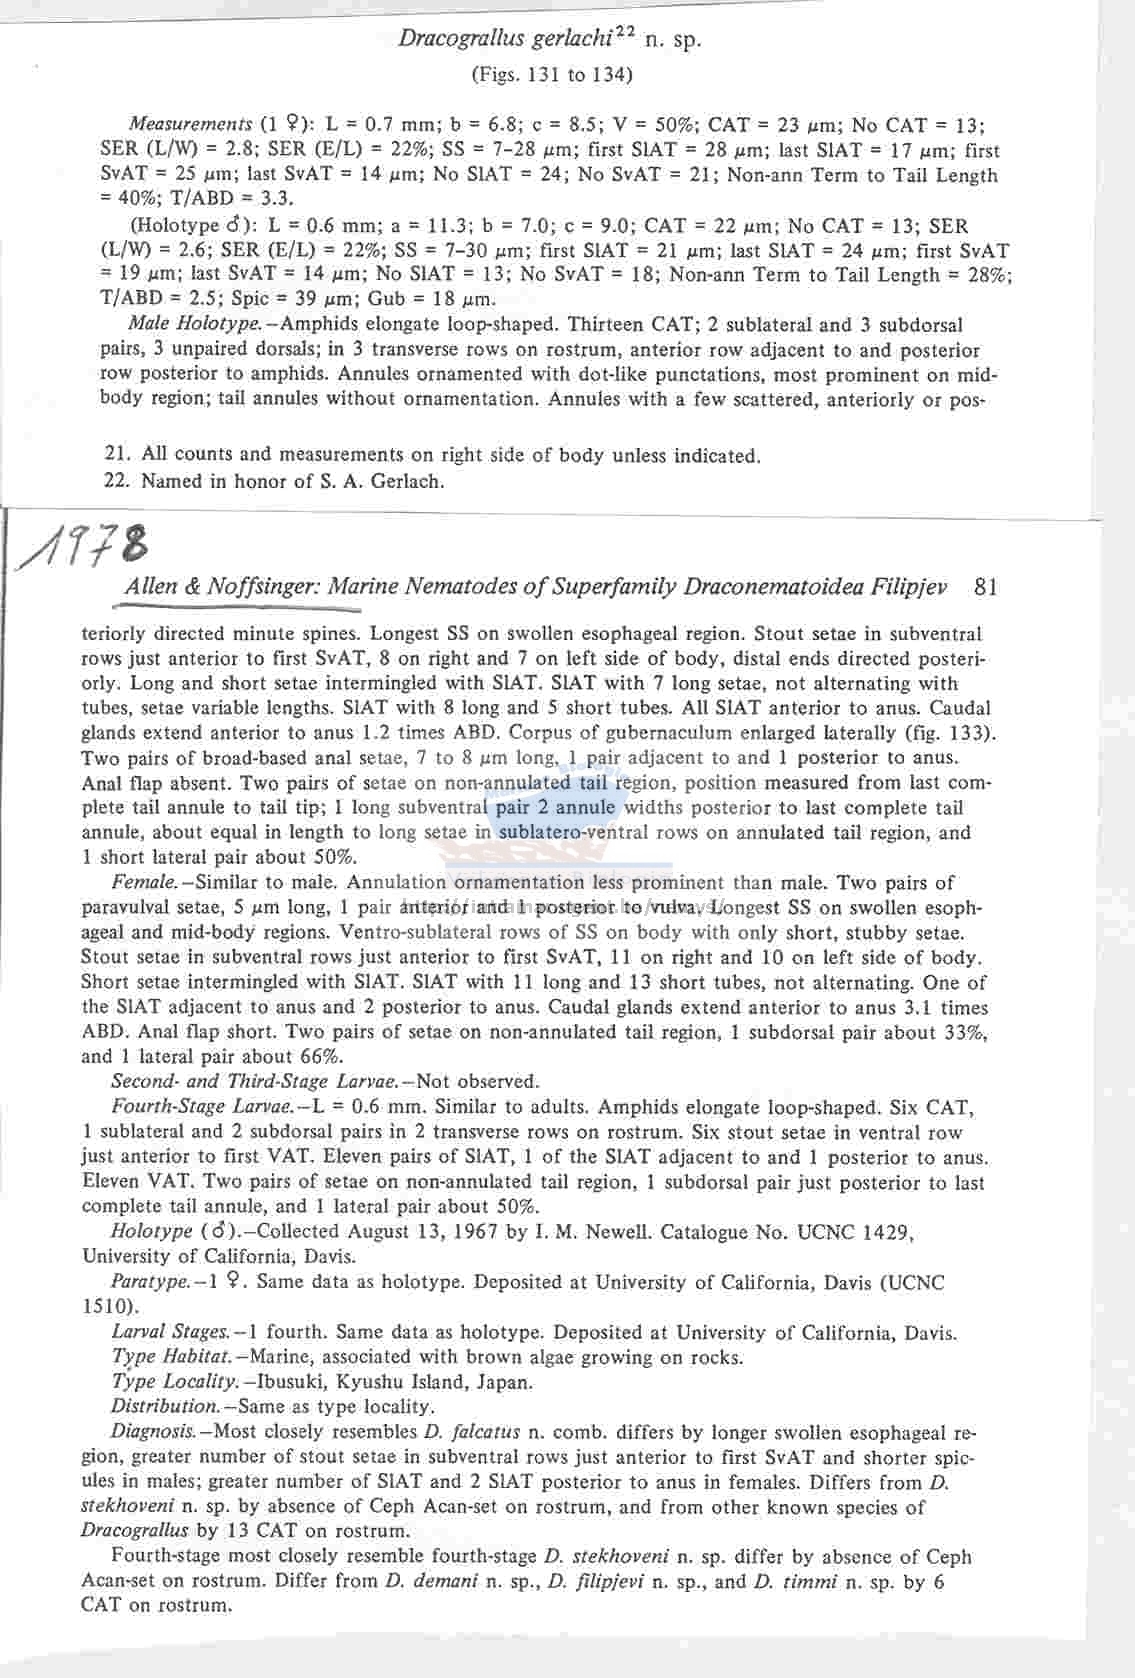 Dracograllus gerlachi22 n. sp.
(Figs. 131 to 134)
Measurements (1 ♀): L = 0.7 mm; b = 6.8; c = 8.5; V = 50%; CAT = 23 μm; No CAT = 13;
SER (L/W) = 2.8; SER (E/L) = 22%; SS = 7-28 μm; first SlAT = 28 μm; last SlAT = 17 μm; first
SvAT = 25 μm; last SvAT = 14 μm; No SlAT = 24; No SvAT = 21; Non-ann Term to Tail Length
= 40%; T/ABD = 3.3.
(Holotype ♂): L = 0.6 mm; a = 11.3; b = 7.0; c = 9.0; CAT = 22 μm; No CAT = 13; SER
(L/W) = 2.6; SER (E/L) = 22%; SS = 7-30 μm; first SlAT = 21 μm; last SlAT = 24 μm; first SvAT
= 19 μm; last SvAT = 14 μm; No SlAT = 13; No SvAT = 18; Non-ann Term to Tail Length = 28%;
T/ABD = 2.5; Spic = 39 μm; Gub = 18 μm.
Male Holotype.—Amphids elongate loop-shaped. Thirteen CAT; 2 sublateral and 3 subdorsal
pairs, 3 unpaired dorsals; in 3 transverse rows on rostrum, anterior row adjacent to and posterior
row posterior to amphids. Annules ornamented with dot-like punctations, most prominent on mid-
body region; tail annules without ornamentation. Annules with a few scattered, anteriorly or pos-
21. All counts and measurements on right side of body unless indicated.
22. Named in honor of S. A. Gerlach.
1978
Allen & Noffsinger: Marine Nematodes of Superfamily Draconematoidea Filipjev 81
teriorly directed minute spines. Longest SS on swollen esophageal region. Stout setae in subventral
rows just anterior to first SvAT, 8 on right and 7 on left side of body, distal ends directed posteri-
orly. Long and short setae intermingled with SlAT. SlAT with 7 long setae, not alternating with
tubes, setae variable lengths. SlAT with 8 long and 5 short tubes. All SlAT anterior to anus. Caudal
glands extend anterior to anus 1.2 times ABD. Corpus of gubernaculum enlarged laterally (fig. 133).
Two pairs of broad-based anal setae, 7 to 8 μm long, 1 pair adjacent to and 1 posterior to anus.
Anal flap absent. Two pairs of setae on non-annulated tail region, position measured from last com-
plete tail annule to tail tip; 1 long subventral pair 2 annule widths posterior to last complete tail
annule, about equal in length to long setae in sublatero-ventral rows on annulated tail region, and
1 short lateral pair about 50%.
Female.—Similar to male. Annulation ornamentation less prominent than male. Two pairs of
paravulval setae, 5 μm long, 1 pair anterior and 1 posterior to vulva. Longest SS on swollen esoph-
ageal and mid-body regions. Ventro-sublateral rows of SS on body with only short, stubby setae.
Stout setae in subventral rows just anterior to first SvAT, 11 on right and 10 on left side of body.
Short setae intermingled with SlAT. SlAT with 11 long and 13 short tubes, not alternating. One of
the SlAT adjacent to anus and 2 posterior to anus. Caudal glands extend anterior to anus 3.1 times
ABD. Anal flap short. Two pairs of setae on non-annulated tail region, 1 subdorsal pair about 33%,
and 1 lateral pair about 66%.
Second- and Third-Stage Larvae.—Not observed.
Fourth-Stage Larvae.—L = 0.6 mm. Similar to adults. Amphids elongate loop-shaped. Six CAT,
1 sublateral and 2 subdorsal pairs in 2 transverse rows on rostrum. Six stout setae in ventral row
just anterior to first VAT. Eleven pairs of SlAT, 1 of the SlAT adjacent to and 1 posterior to anus.
Eleven VAT. Two pairs of setae on non-annulated tail region, 1 subdorsal pair just posterior to last
complete tail annule, and 1 lateral pair about 50%.
Holotype (♂).—Collected August 13, 1967 by I. M. Newell. Catalogue No. UCNC 1429,
University of California, Davis.
Paratype.—1 ♀. Same data as holotype. Deposited at University of California, Davis (UCNC
1510).
Larval Stages.—1 fourth. Same data as holotype. Deposited at University of California, Davis.
Type Habitat.—Marine, associated with brown algae growing on rocks.
Type Locality.—Ibusuki, Kyushu Island, Japan.
Distribution.—Same as type locality.
Diagnosis.—Most closely resembles D. falcatus n. comb. differs by longer swollen esophageal re-
gion, greater number of stout setae in subventral rows just anterior to first SvAT and shorter spic-
ules in males; greater number of SlAT and 2 SlAT posterior to anus in females. Differs from D.
stekhoveni n. sp. by absence of Ceph Acan-set on rostrum, and from other known species of
Dracograllus by 13 CAT on rostrum.
Fourth-stage most closely resemble fourth-stage D. stekhoveni n. sp. differ by absence of Ceph
Acan-set on rostrum. Differ from D. demani n. sp., D. filipjevi n. sp., and D. timmi n. sp. by 6
CAT on rostrum.